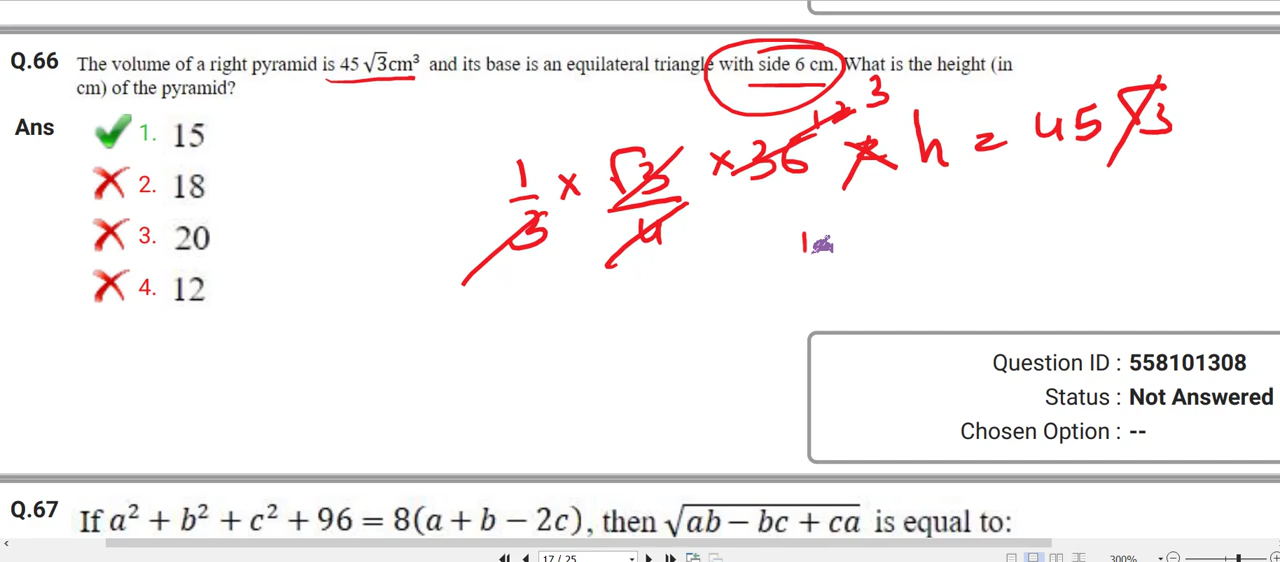 Q.66 The volume of a right pyramid is 45 √3cm³ and its base is an equilateral triangle with side 6 cm. What is the height (in
cm) of the pyramid?
Ans 1. 15
2. 18
3. 20
4. 12
1/3 × √3/4 × 36 × h = 45√3
12 3
1
Question ID : 558101308
Status : Not Answered
Chosen Option : --
Q.67 If a² + b² + c² + 96 = 8(a + b − 2c), then √ab − bc + ca is equal to:
17 / 25
300%